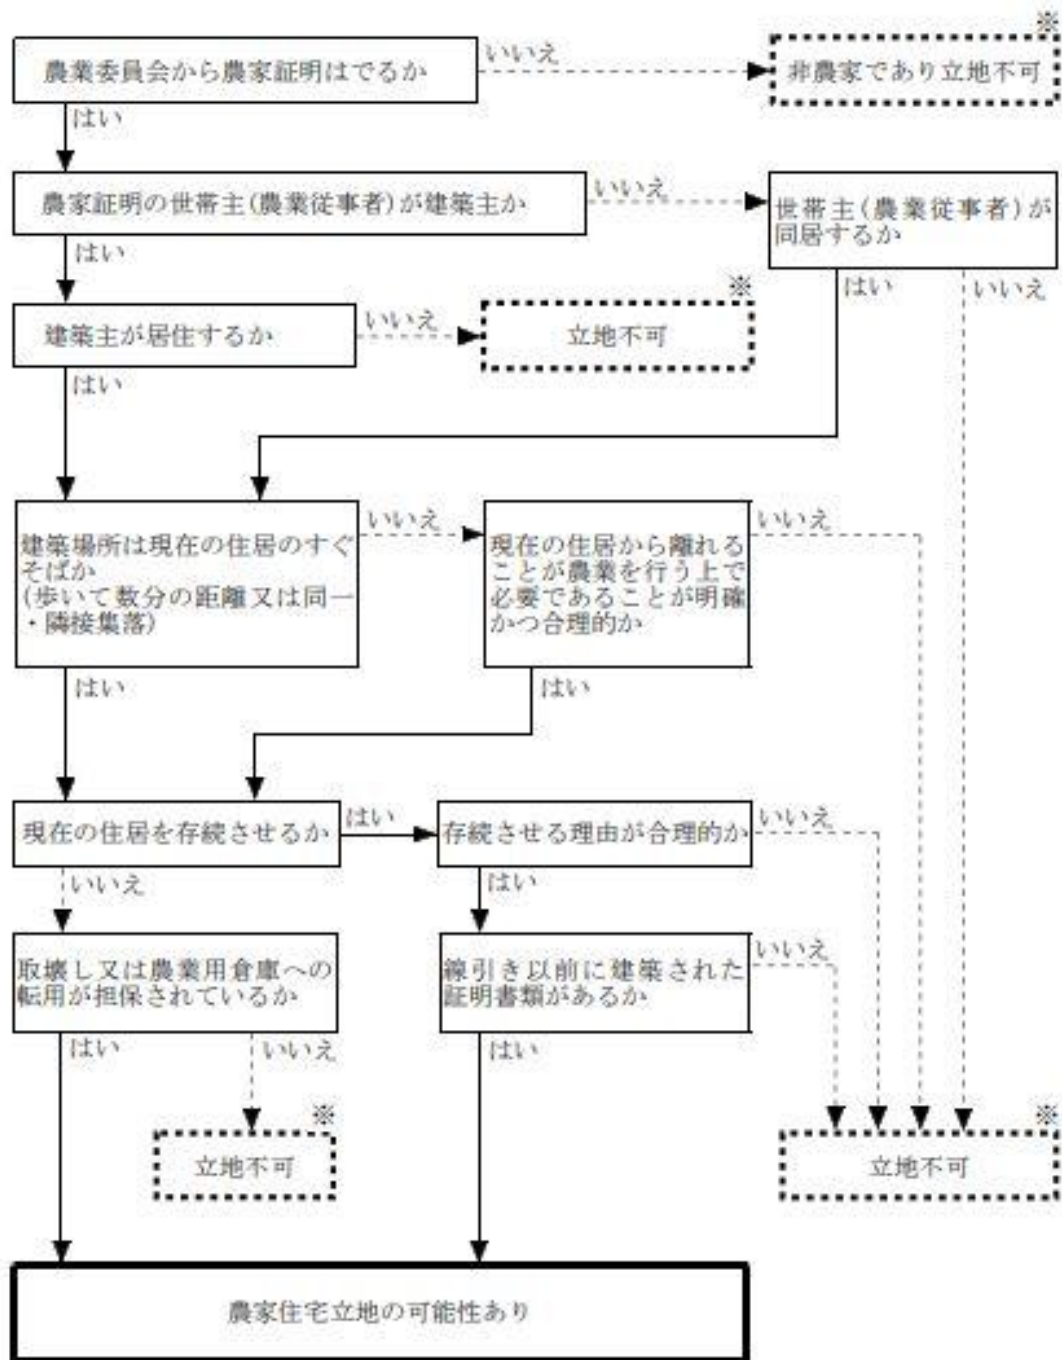 ※
農業委員会から農家証明はでるか
いいえ
非農家であり立地不可
はい
農家証明の世帯主(農業従事者)が建築主か
いいえ
世帯主(農業従事者)が
同居するか
はい
はい
いいえ
建築主が居住するか
いいえ
※
立地不可
はい
建築場所は現在の住居のすぐ
そばか
(歩いて数分の距離又は同一
・隣接集落)
いいえ
現在の住居から離れる
ことが農業を行う上で
必要であることが明確
かつ合理的か
いいえ
はい
はい
現在の住居を存続させるか
はい
存続させる理由が合理的か
いいえ
いいえ
はい
取壊し又は農業用倉庫への
転用が担保されているか
線引き以前に建築された
証明書類があるか
いいえ
はい
いいえ
はい
※
立地不可
※
立地不可
農家住宅立地の可能性あり